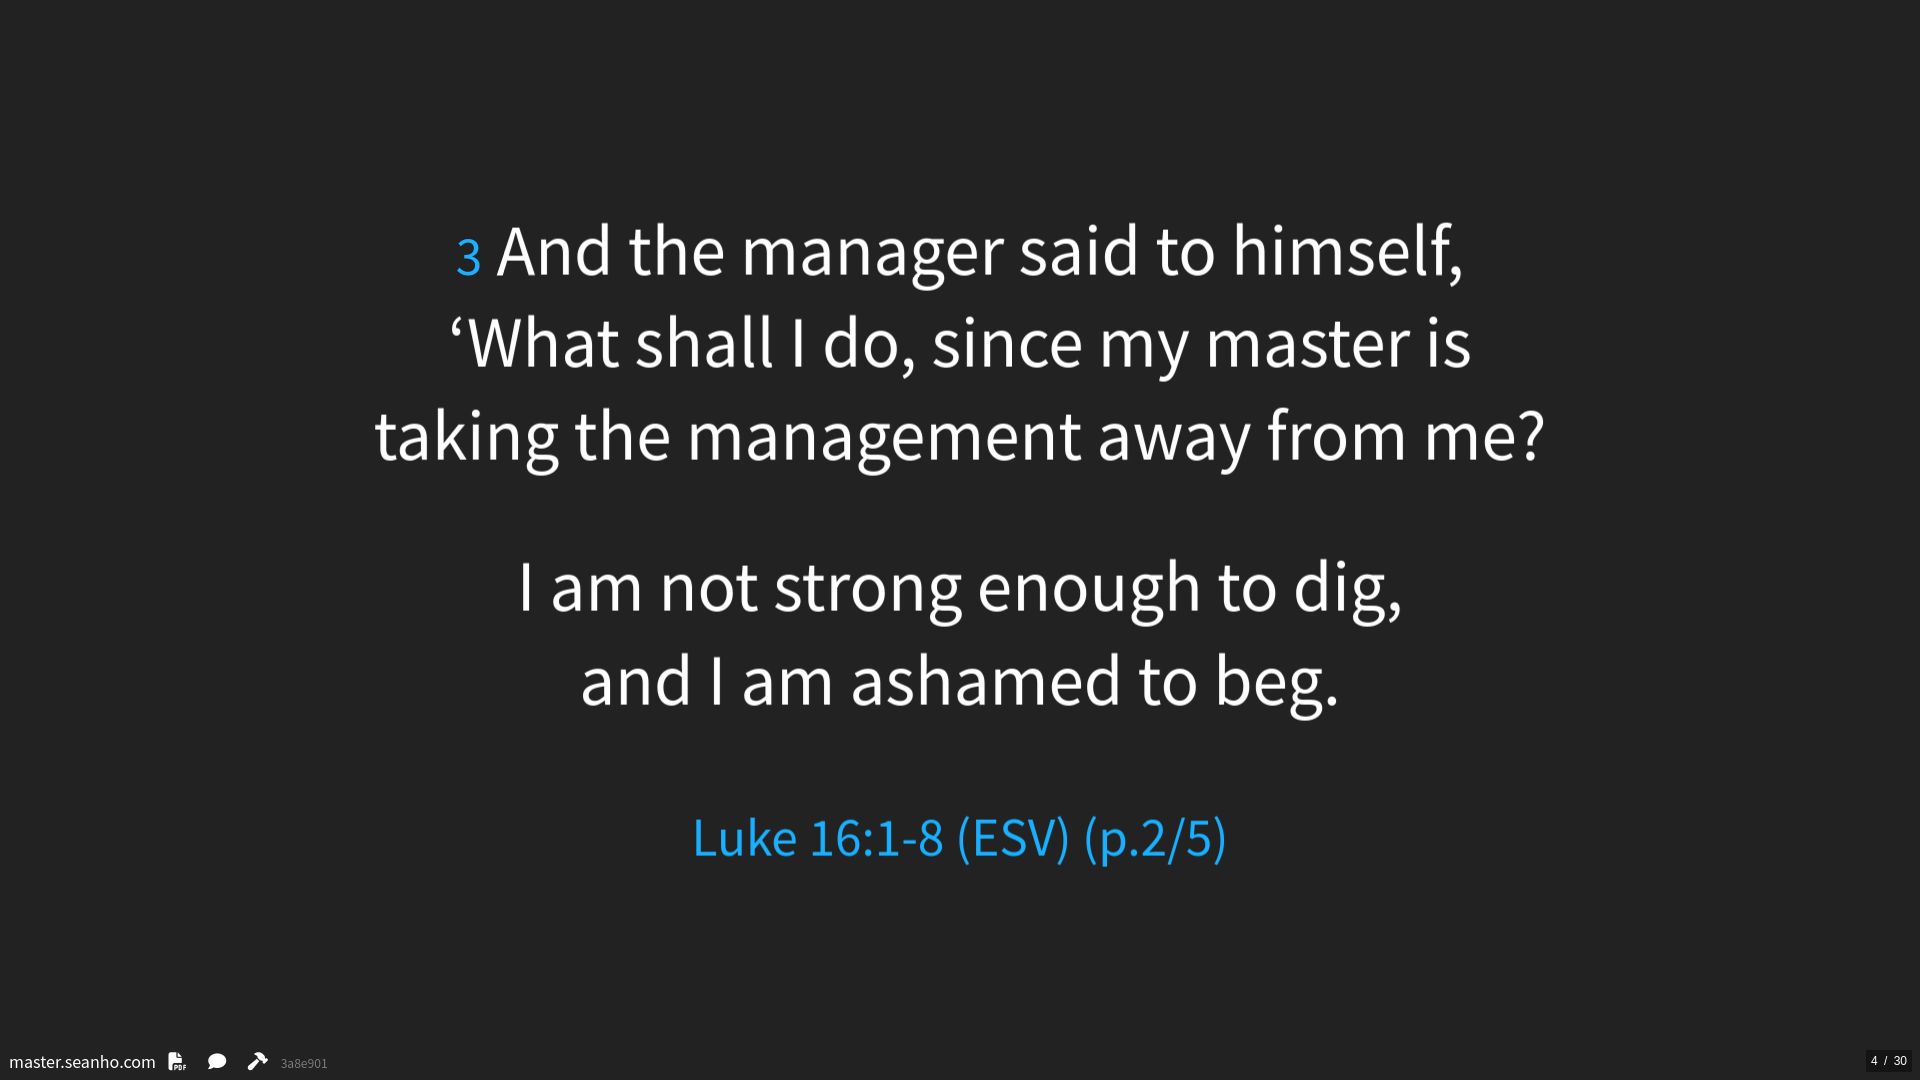 3 And the manager said to himself,
‘What shall I do, since my master is
taking the management away from me?
I am not strong enough to dig,
and I am ashamed to beg.
Luke 16:1-8 (ESV) (p.2/5)
master.seanho.com PDF 3a8e901
4 / 30